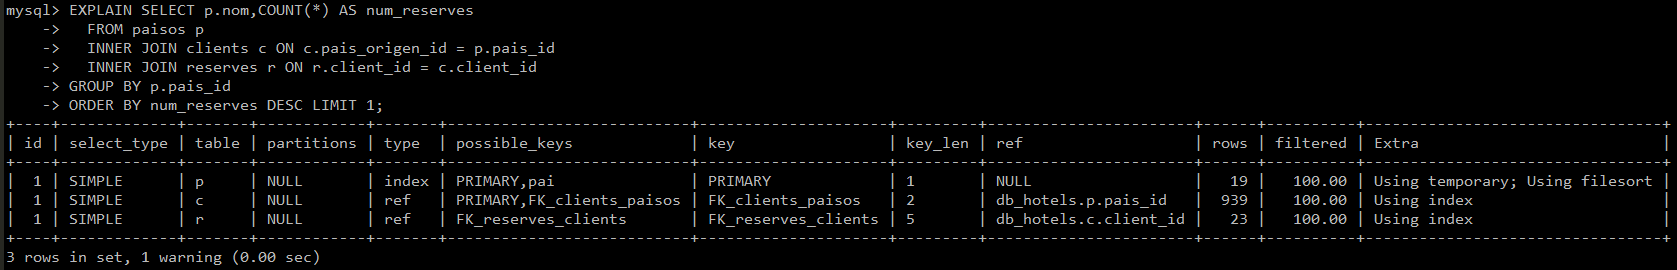 mysql> EXPLAIN SELECT p.nom,COUNT(*) AS num_reserves
    ->   FROM paisos p
    ->   INNER JOIN clients c ON c.pais_origen_id = p.pais_id
    ->   INNER JOIN reserves r ON r.client_id = c.client_id
    -> GROUP BY p.pais_id
    -> ORDER BY num_reserves DESC LIMIT 1;
+----+-------------+-------+------------+-------+---------------------------+--------------------+---------+-----------------------+------+----------+---------------------------------+
| id | select_type | table | partitions | type  | possible_keys             | key                | key_len | ref                   | rows | filtered | Extra                           |
+----+-------------+-------+------------+-------+---------------------------+--------------------+---------+-----------------------+------+----------+---------------------------------+
|  1 | SIMPLE      | p     | NULL       | index | PRIMARY,pai               | PRIMARY            | 1       | NULL                  |   19 |   100.00 | Using temporary; Using filesort |
|  1 | SIMPLE      | c     | NULL       | ref   | PRIMARY,FK_clients_paisos | FK_clients_paisos  | 2       | db_hotels.p.pais_id   |  939 |   100.00 | Using index                     |
|  1 | SIMPLE      | r     | NULL       | ref   | FK_reserves_clients       | FK_reserves_clients | 5       | db_hotels.c.client_id |   23 |   100.00 | Using index                     |
+----+-------------+-------+------------+-------+---------------------------+--------------------+---------+-----------------------+------+----------+---------------------------------+
3 rows in set, 1 warning (0.00 sec)